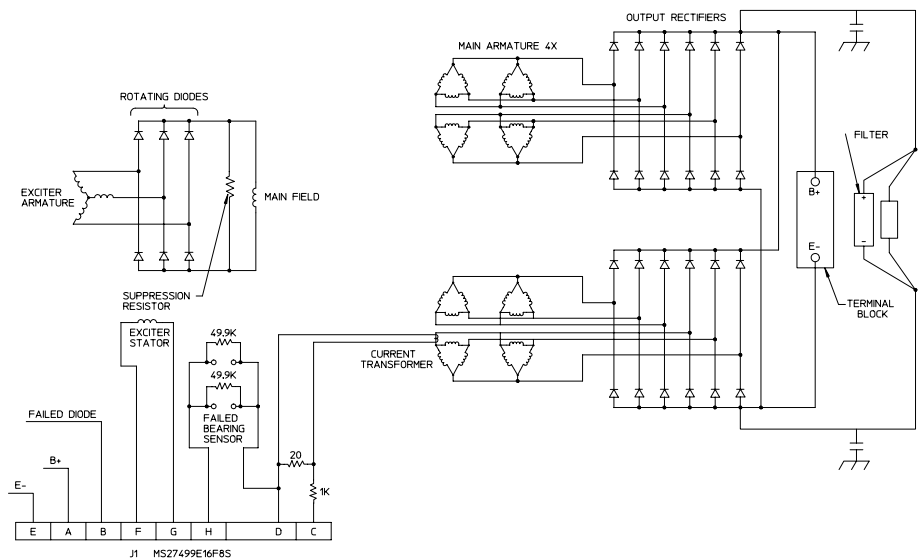 OUTPUT RECTIFIERS
MAIN ARMATURE 4X
ROTATING DIODES
FILTER
EXCITER
ARMATURE
MAIN FIELD
B+
+
−
E-
SUPPRESSION
RESISTOR
TERMINAL
BLOCK
EXCITER
STATOR
49.9K
CURRENT
TRANSFORMER
49.9K
FAILED DIODE
FAILED
BEARING
SENSOR
20
B+
1K
E-
E A B F G H D C
J1 MS27499E16F8S